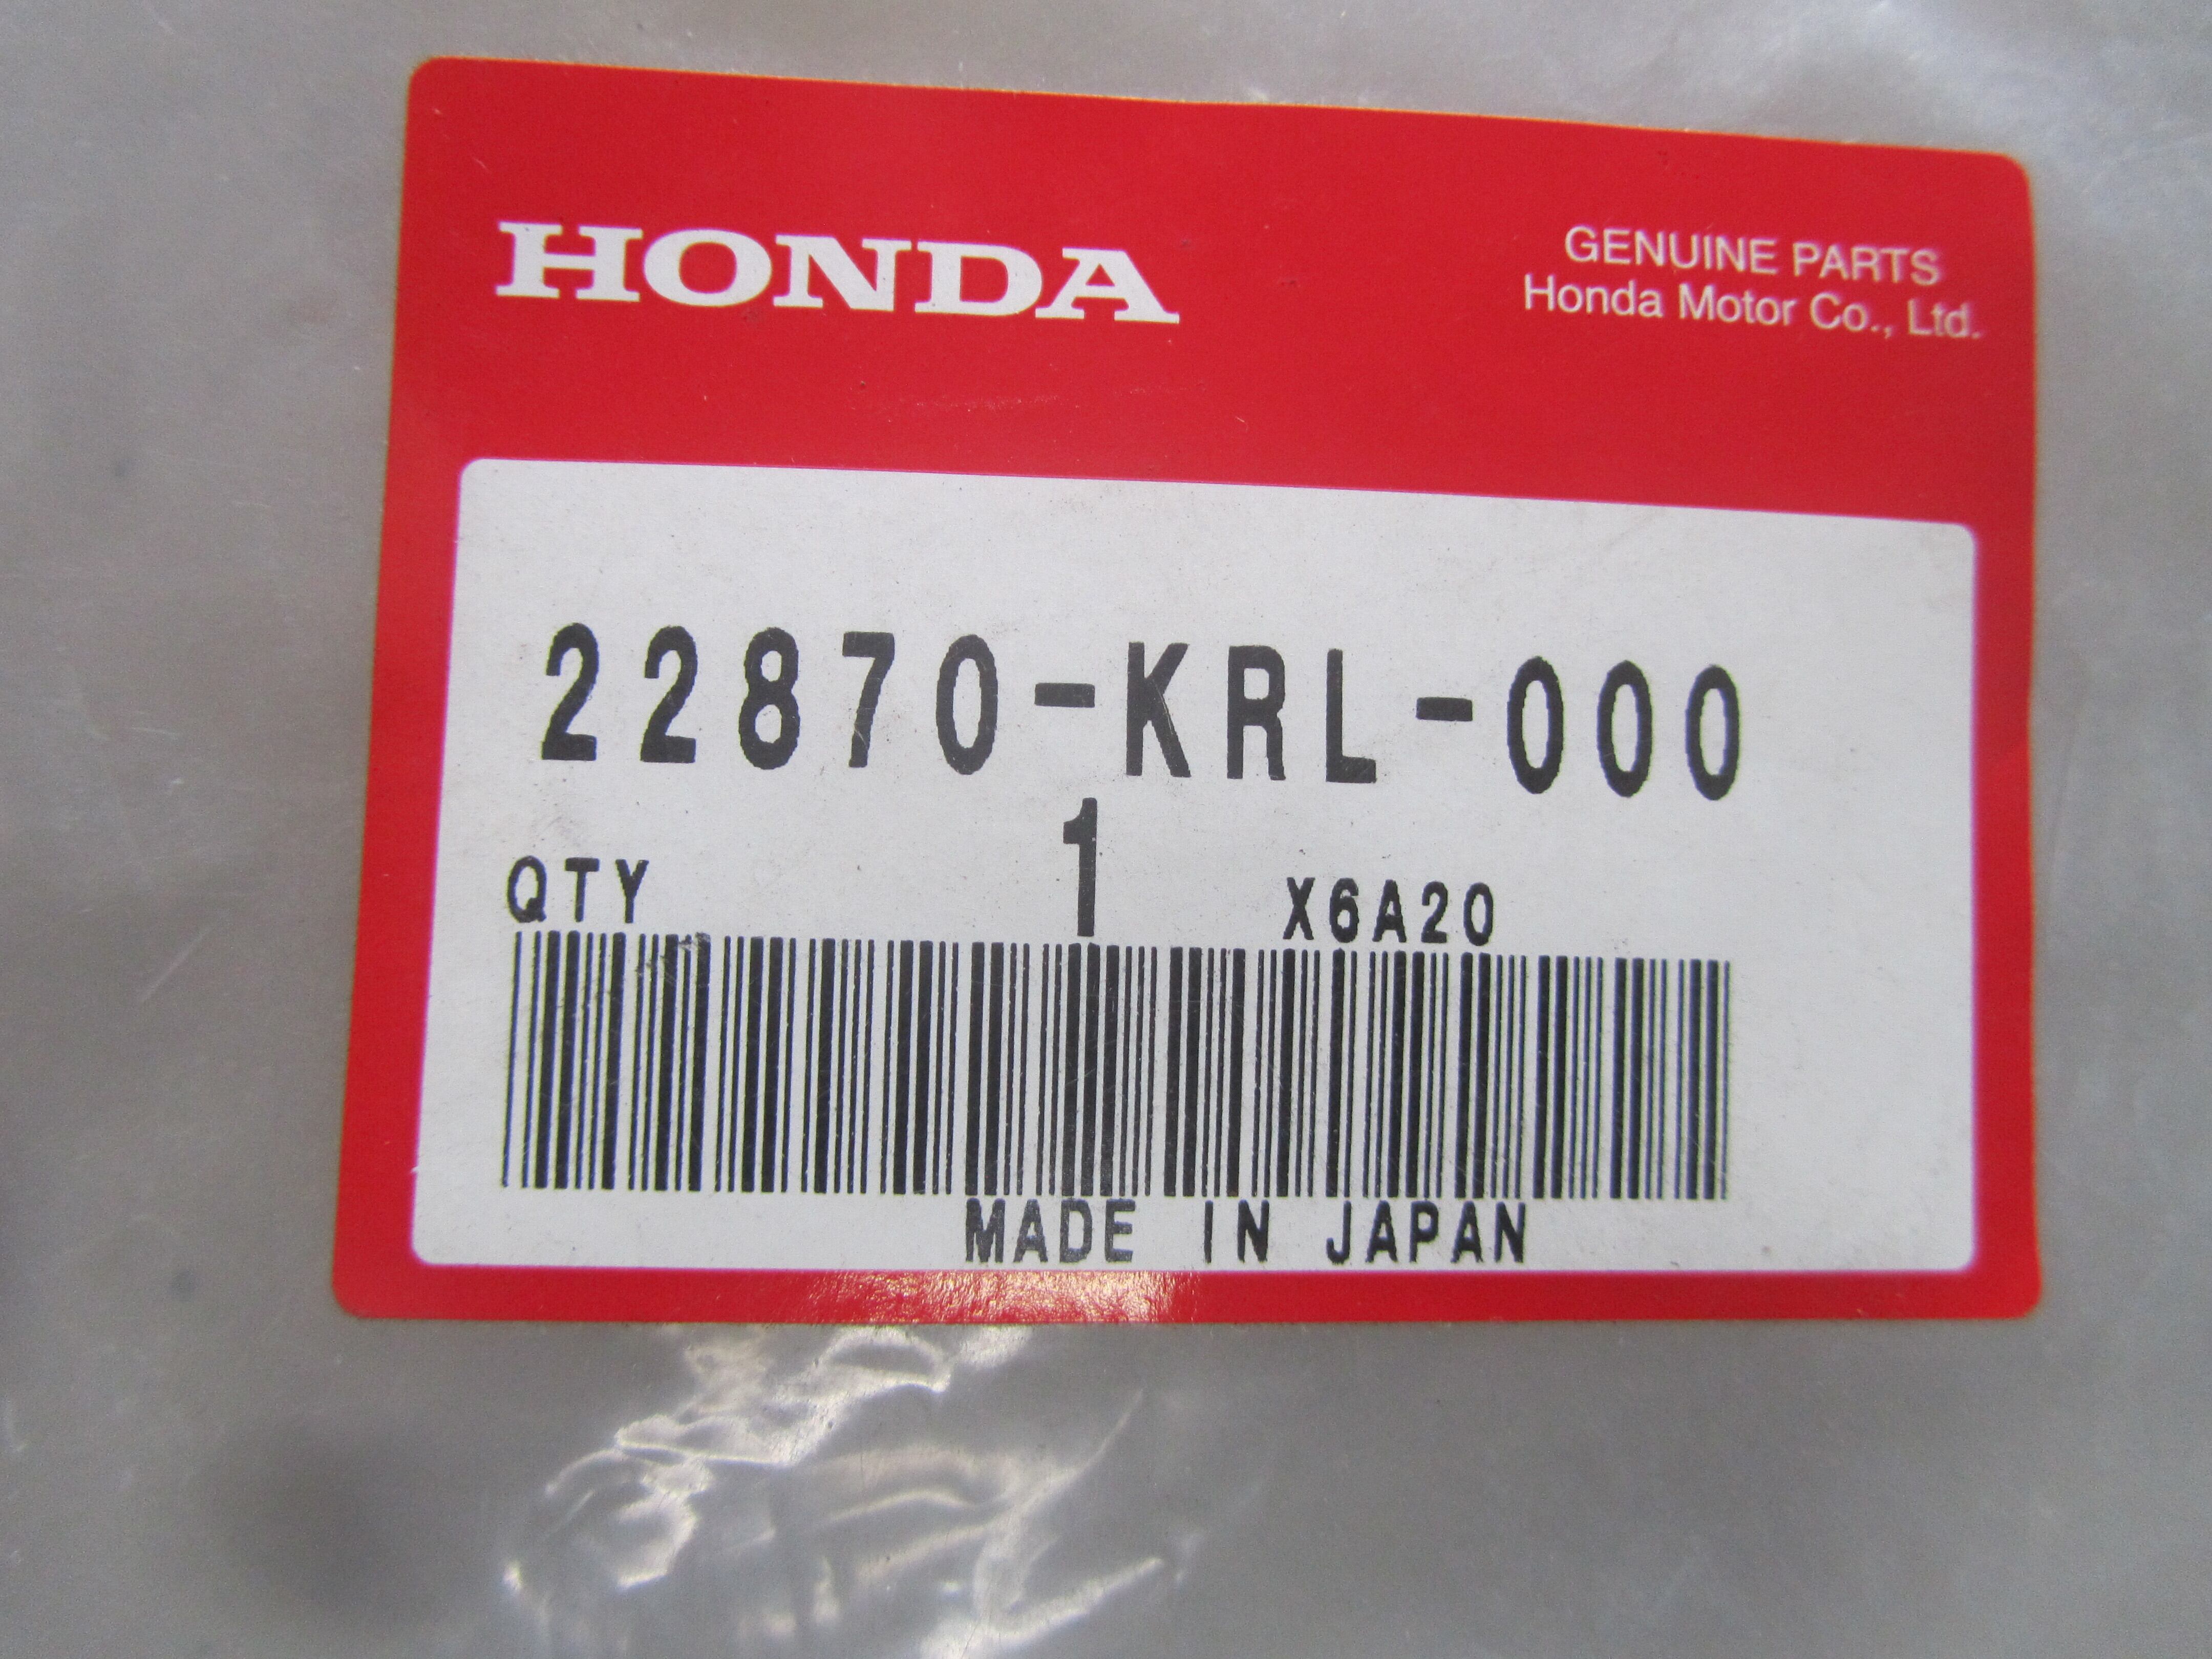 HONDA
GENUINE PARTS
Honda Motor Co., Ltd.
22870-KRL-000
QTY 1 X6A20
MADE IN JAPAN